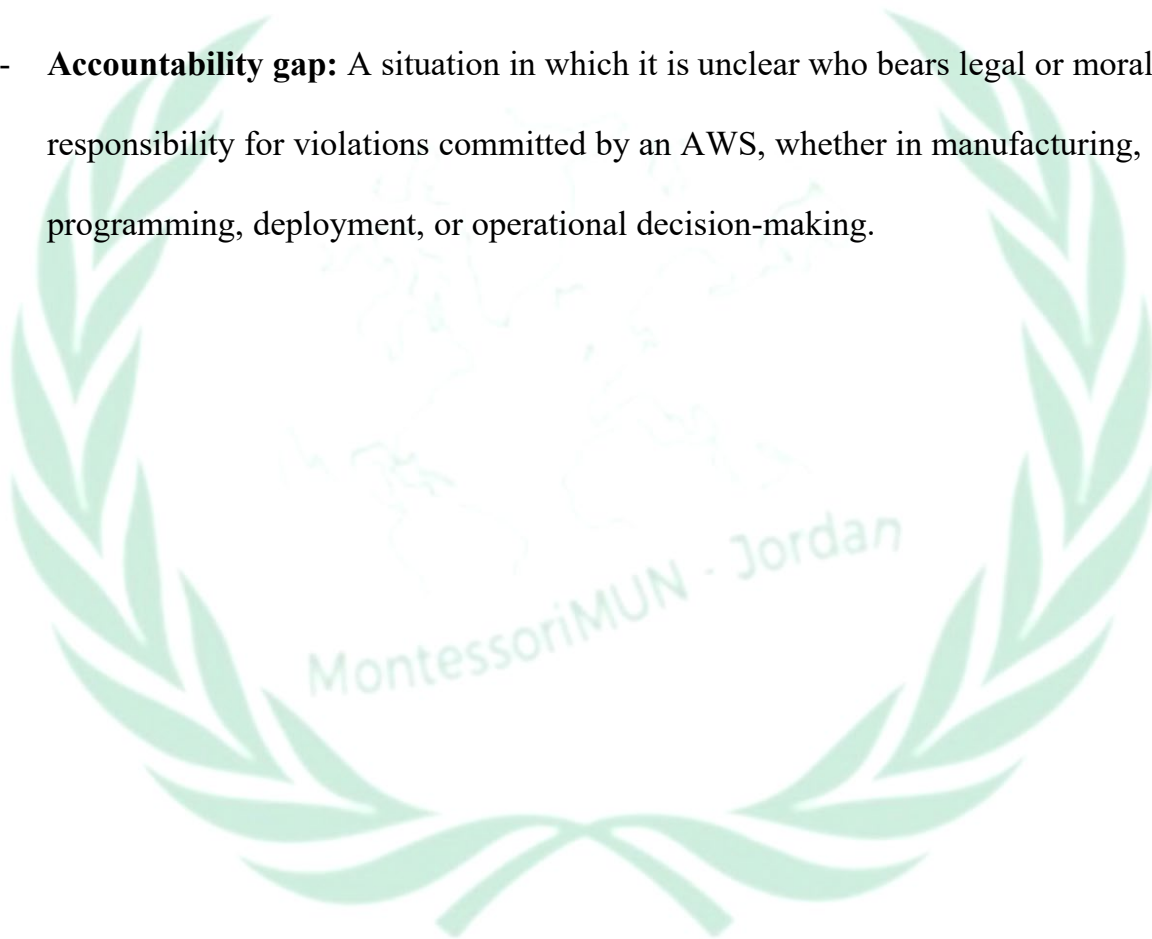 - Accountability gap: A situation in which it is unclear who bears legal or moral
responsibility for violations committed by an AWS, whether in manufacturing,
programming, deployment, or operational decision-making.
MontessoriMUN - Jordan